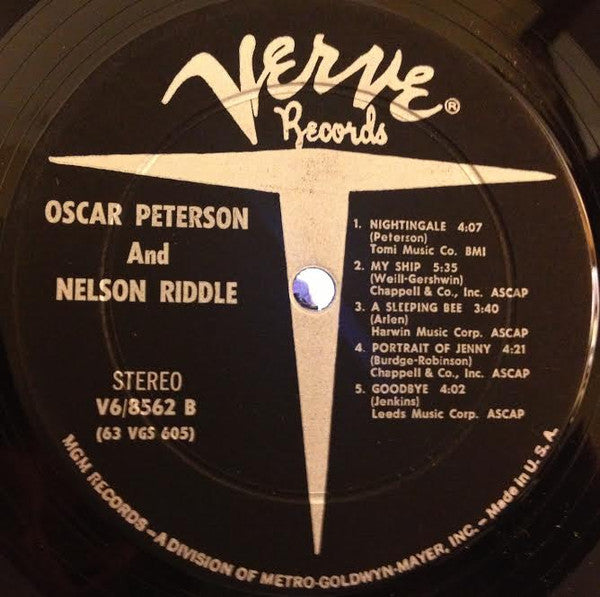 Verve ®
Records
OSCAR PETERSON
And
NELSON RIDDLE
STEREO
V6/8562 B
(63 VGS 605)
1. NIGHTINGALE 4:07
(Peterson)
Tomi Music Co. BMI
2. MY SHIP 5:35
(Weill-Gershwin)
Chappell & Co., Inc. ASCAP
3. A SLEEPING BEE 3:40
(Arlen)
Harwin Music Corp. ASCAP
4. PORTRAIT OF JENNY 4:21
(Burdge-Robinson)
Chappell & Co., Inc. ASCAP
5. GOODBYE 4:02
(Jenkins)
Leeds Music Corp. ASCAP
MGM RECORDS—A DIVISION OF METRO-GOLDWYN-MAYER, INC. – Made in U. S. A.